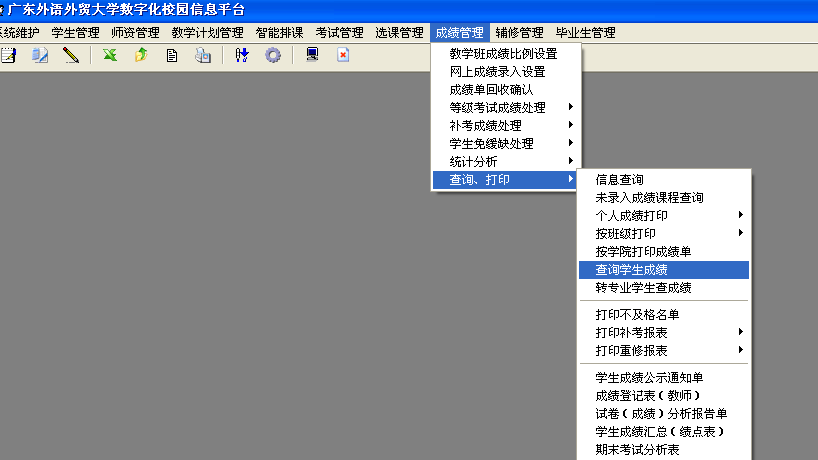 广东外语外贸大学数字化校园信息平台
系统维护 学生管理 师资管理 教学计划管理 智能排课 考试管理 选课管理 成绩管理 辅修管理 毕业生管理
教学班成绩比例设置
网上成绩录入设置
成绩单回收确认
等级考试成绩处理
补考成绩处理
学生免缓缺处理
统计分析
查询、打印
信息查询
未录入成绩课程查询
个人成绩打印
按班级打印
按学院打印成绩单
查询学生成绩
转专业学生查成绩
打印不及格名单
打印补考报表
打印重修报表
学生成绩公示通知单
成绩登记表(教师)
试卷(成绩)分析报告单
学生成绩汇总(绩点表)
期末考试分析表